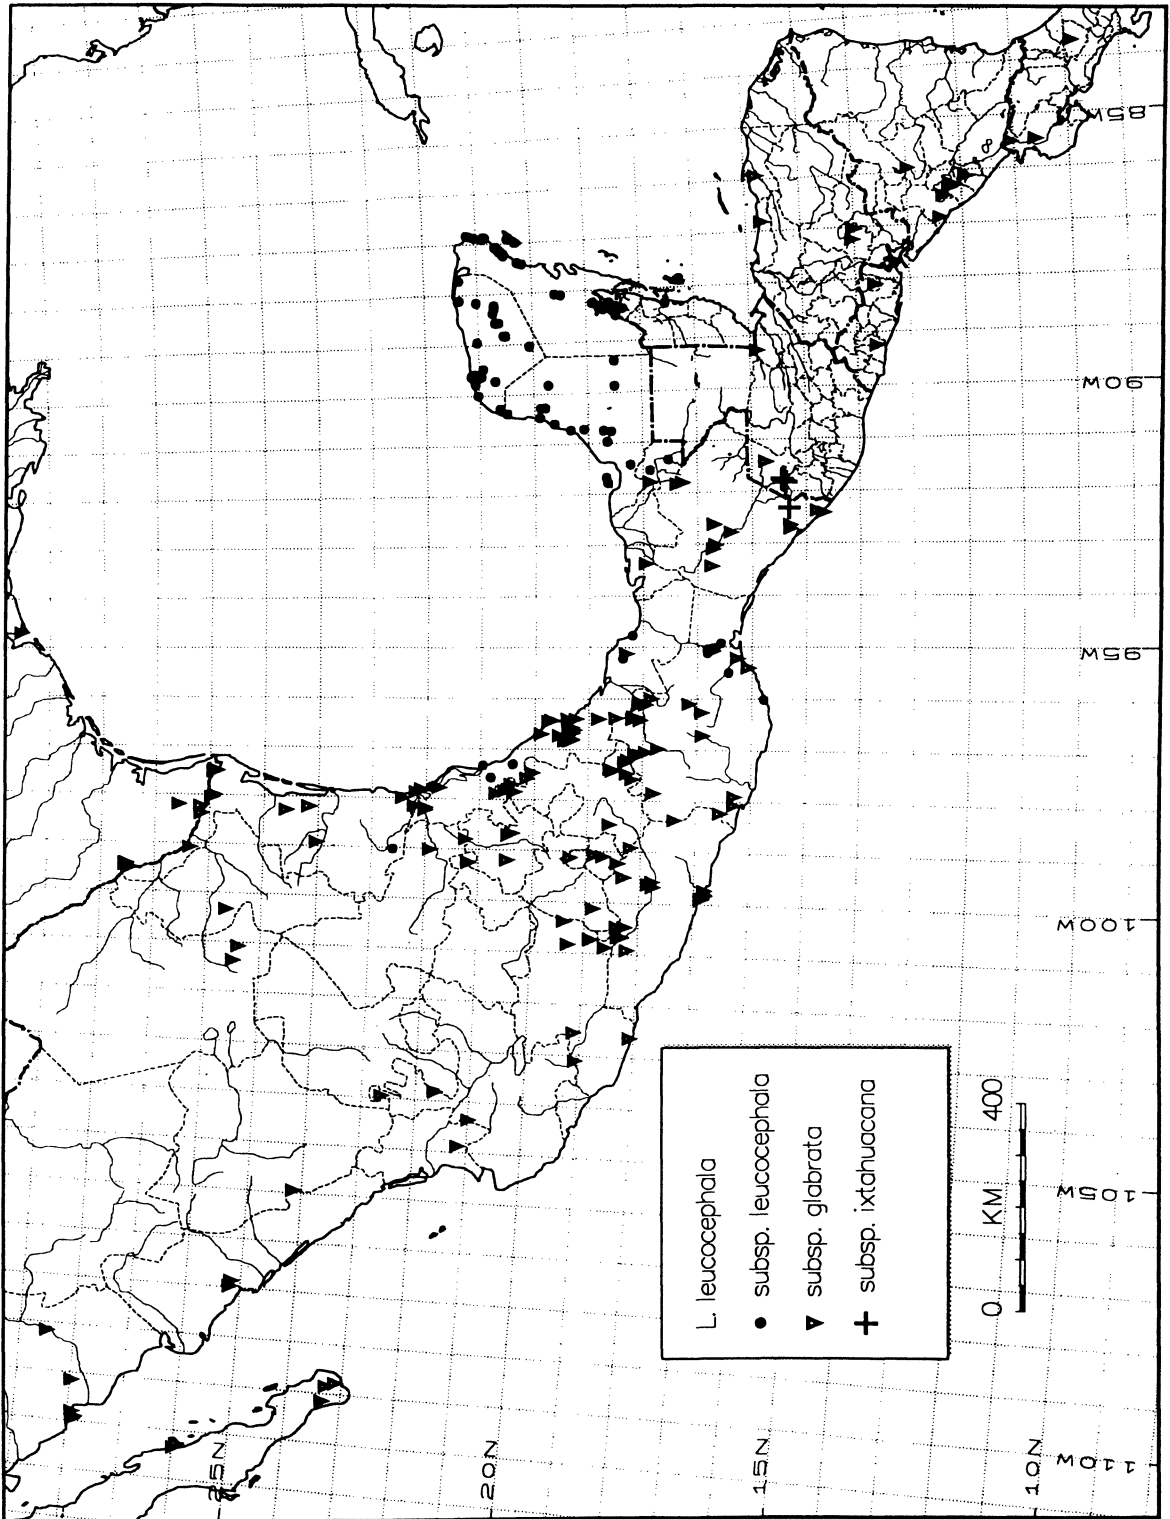 L. leucocephala
subsp. leucocephala
subsp. glabrata
subsp. ixtahuacana
0 KM 400
25N
20N
15N
10N
110W
105W
100W
95W
90W
85W